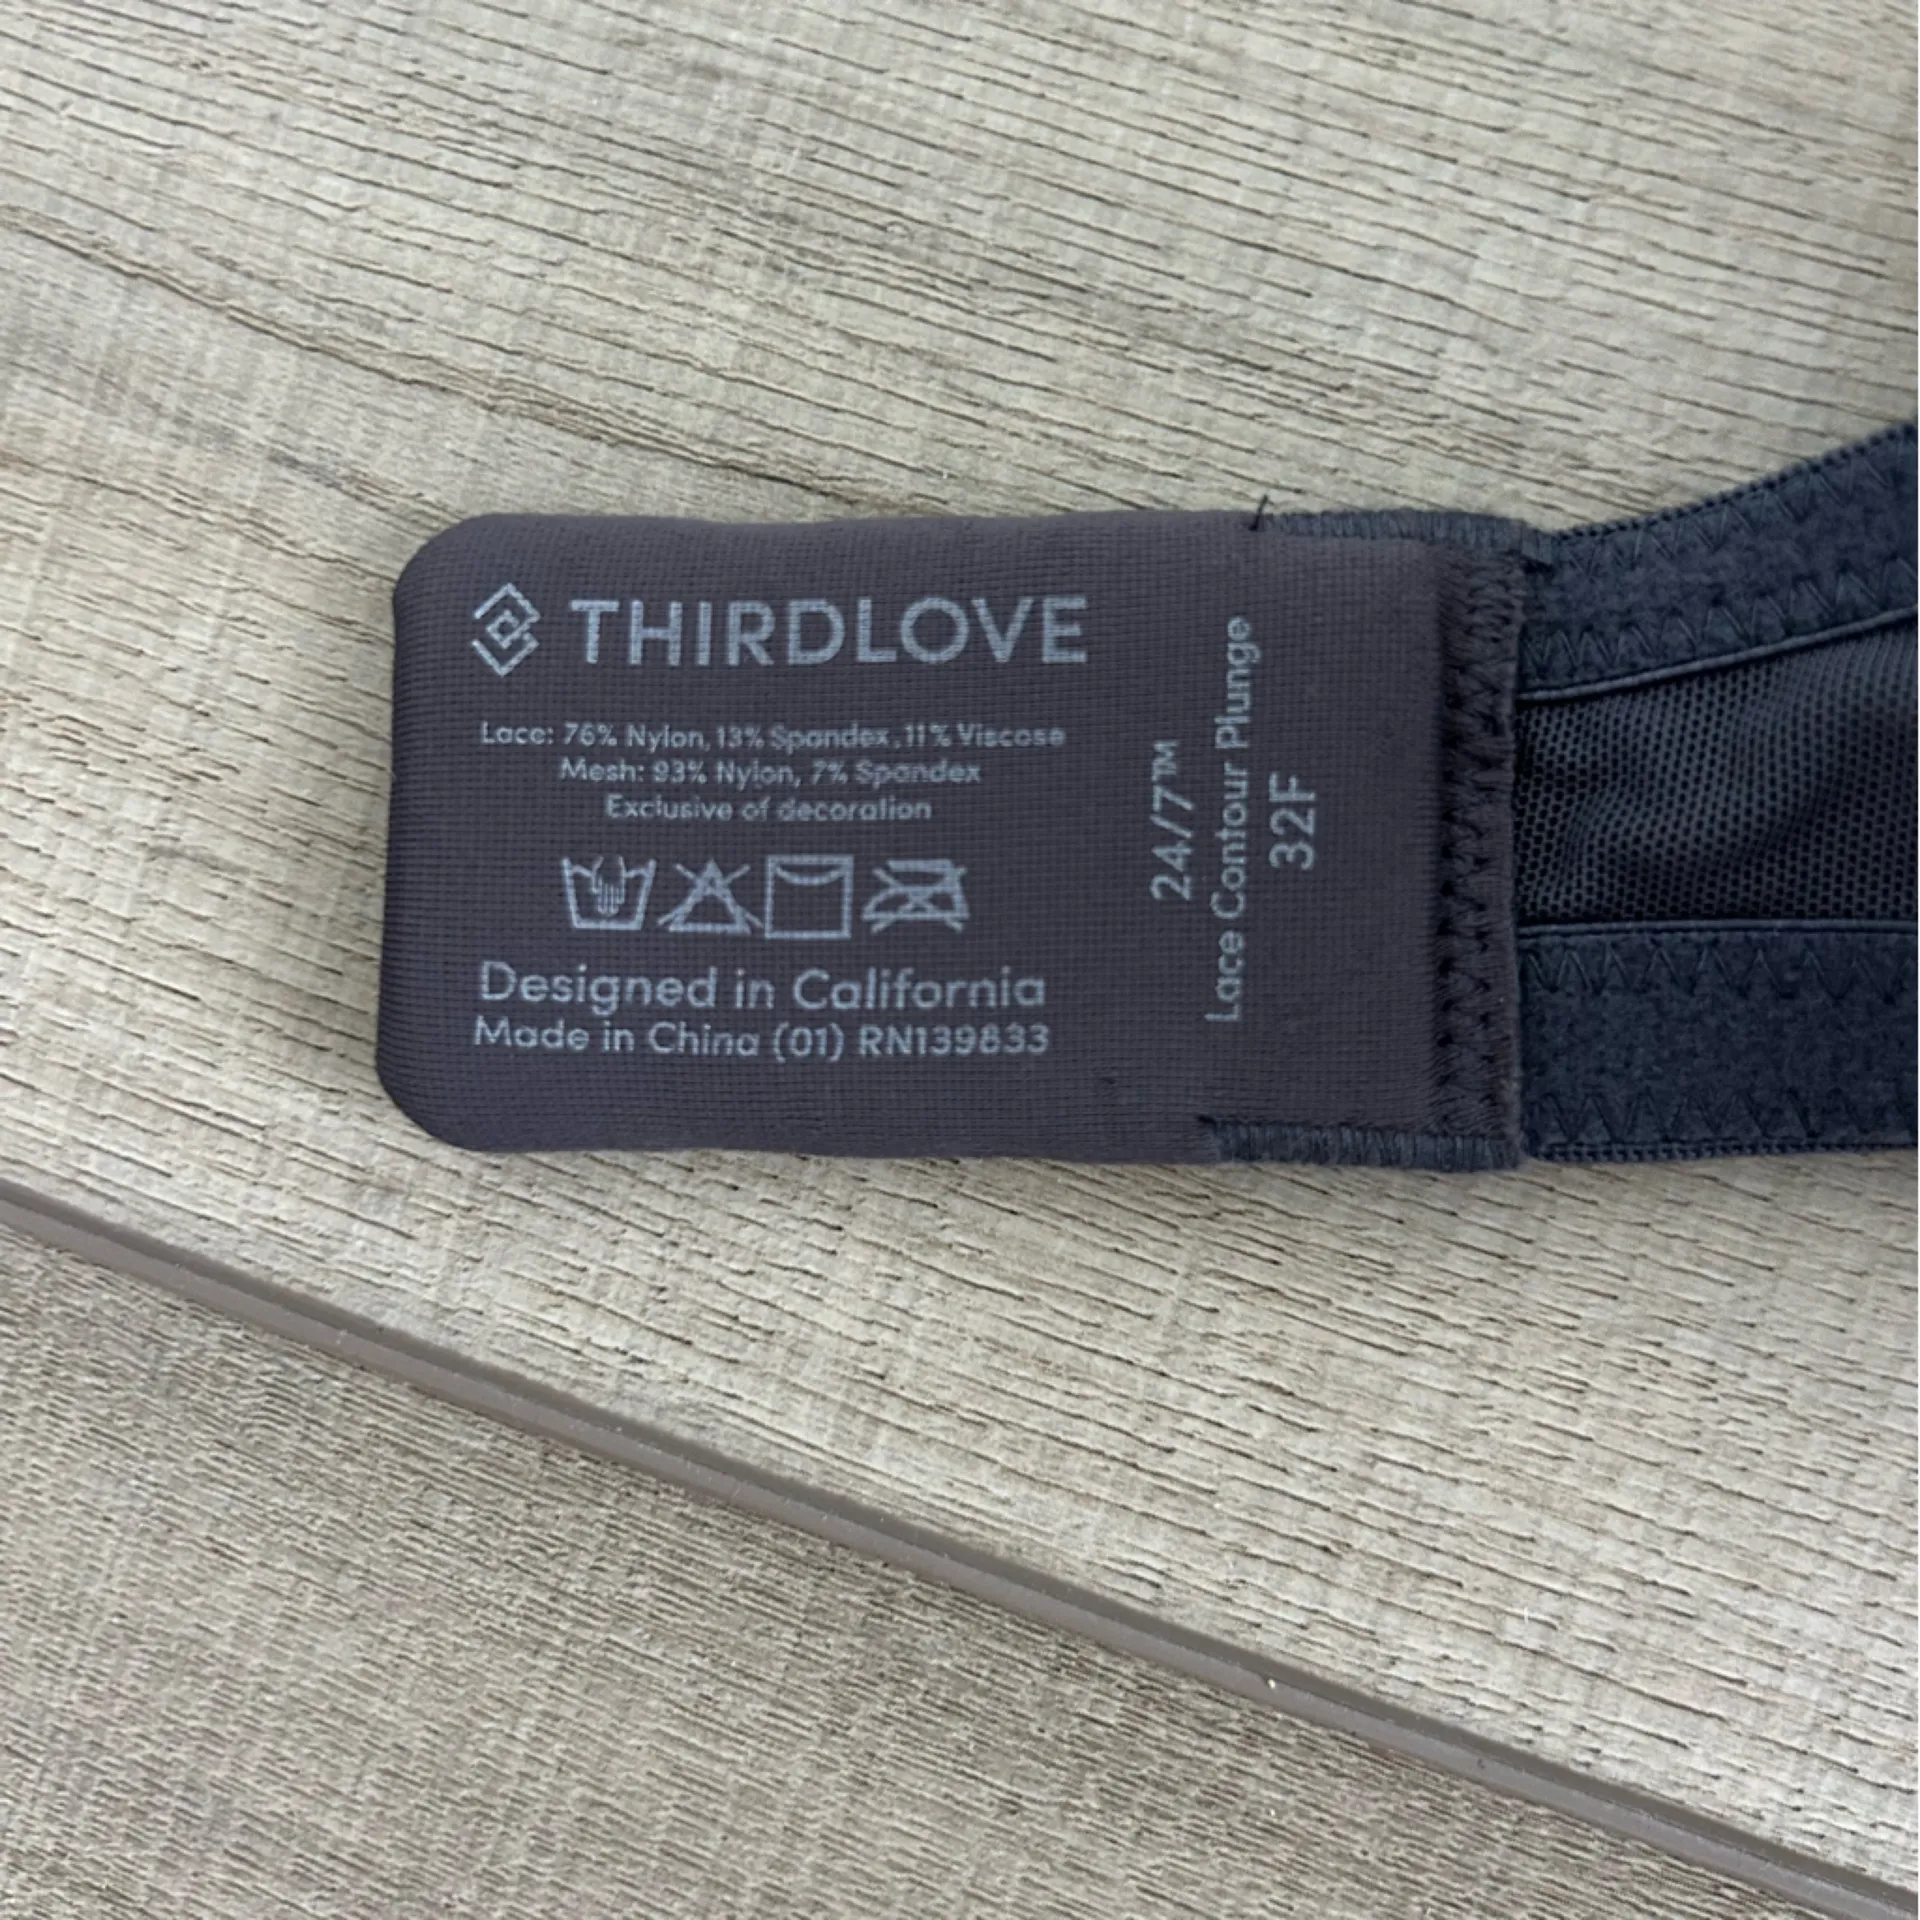 THIRDLOVE
Lace: 76% Nylon, 13% Spandex, 11% Viscose
Mesh: 93% Nylon, 7% Spandex
Exclusive of decoration
Designed in California
Made in China (01) RN139833
24/7™
Lace Contour Plunge
32F